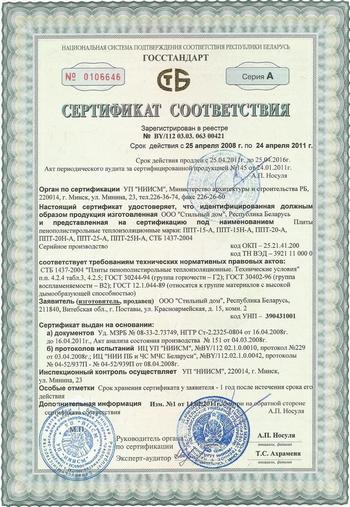 НАЦИОНАЛЬНАЯ СИСТЕМА ПОДТВЕРЖДЕНИЯ СООТВЕТСТВИЯ РЕСПУБЛИКИ БЕЛАРУСЬ
ГОССТАНДАРТ
№ 0106646
СТБ
Серия А
СЕРТИФИКАТ СООТВЕТСТВИЯ
Зарегистрирован в реестре
№ BY/112 03.03. 063 00421
Срок действия с 25 апреля 2008 г. по 24 апреля 2011 г.
Срок действия продлен с 25.04.2011г. до 25.04.2016г.
Акт периодического аудита за сертифицированной продукцией №145 от 24.01.2011г.
А.П. Носуля
Орган по сертификации УП "НИИСМ", Министерство архитектуры и строительства РБ,
220014, г. Минск, ул. Минина, 23, тел.226-36-74, факс 226-26-60
Настоящий сертификат удостоверяет, что идентифицированная должным
образом продукция изготовления ООО "Стильный дом", Республика Беларусь
и представленная на сертификацию под наименованием Плиты
пенополистирольные теплоизоляционные марок: ППТ-15-А, ППТ-15Н-А, ППТ-20-А,
ППТ-20Н-А, ППТ-25-А, ППТ-25Н-А, СТБ 1437-2004
Серийное производство
код ОКП – 25.21.41.200
код ТН ВЭД – 3921 11 000 0
соответствует требованиям технических нормативных правовых актов:
СТБ 1437-2004 "Плиты пенополистирольные теплоизоляционные. Технические условия"
п.п. 4.2.4 табл.3, 4.2.5; ГОСТ 30244-94 (группа горючести – Г2); ГОСТ 30402-96 (группа
воспламеняемости – В2); ГОСТ 12.1.044-89 (относятся к группе материалов с высокой
дымообразующей способностью)
Заявитель (изготовитель, продавец) ООО "Стильный дом", Республика Беларусь,
211840, Витебская обл., г. Поставы, ул. Красноармейская, д. 15, комн. 2
код УНП – 390431001
Сертификат выдан на основании:
а) документов Уд. МЗРБ № 08-33-2.73749, НГГР Ст-2.2325-0804 от 16.04.2008г.
до 16.04.2011г., Акт анализа состояния производства № 151 от 04.03.2008г.
б) протоколов испытаний ИЦ УП "НИИСМ", №BY/112 02.1.0.0010, протокол №229
от 03.04.2008г.; ИЦ "НИИ ПБ и ЧС МЧС Беларуси", №BY/112.02.1.0.0042, протоколы
№ 04-52/937П - № 04-52/939П от 08.04.2008г.
Инспекционный контроль осуществляет УП "НИИСМ", 220014 г. Минск,
ул. Минина, 23
Особые отметки Срок хранения сертификата у заявителя - 1 год после истечения срока его
действия
Дополнительная информация Изм. №1 от на обратной стороне
сертификата соответствия
М.П.
Руководитель органа
по сертификации
А.П. Носуля
Эксперт-аудитор
Т.С. Ахраменя